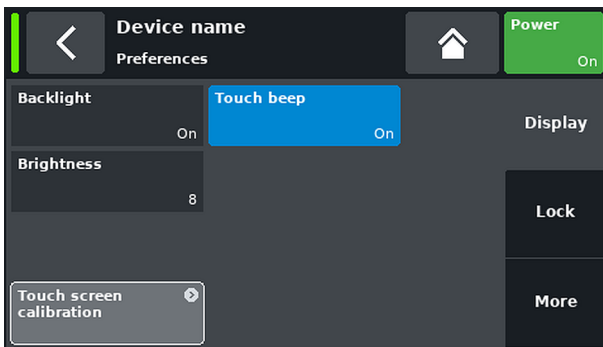 Device name
Preferences
Power
On
Backlight
On
Touch beep
On
Display
Brightness
8
Lock
Touch screen
calibration
More